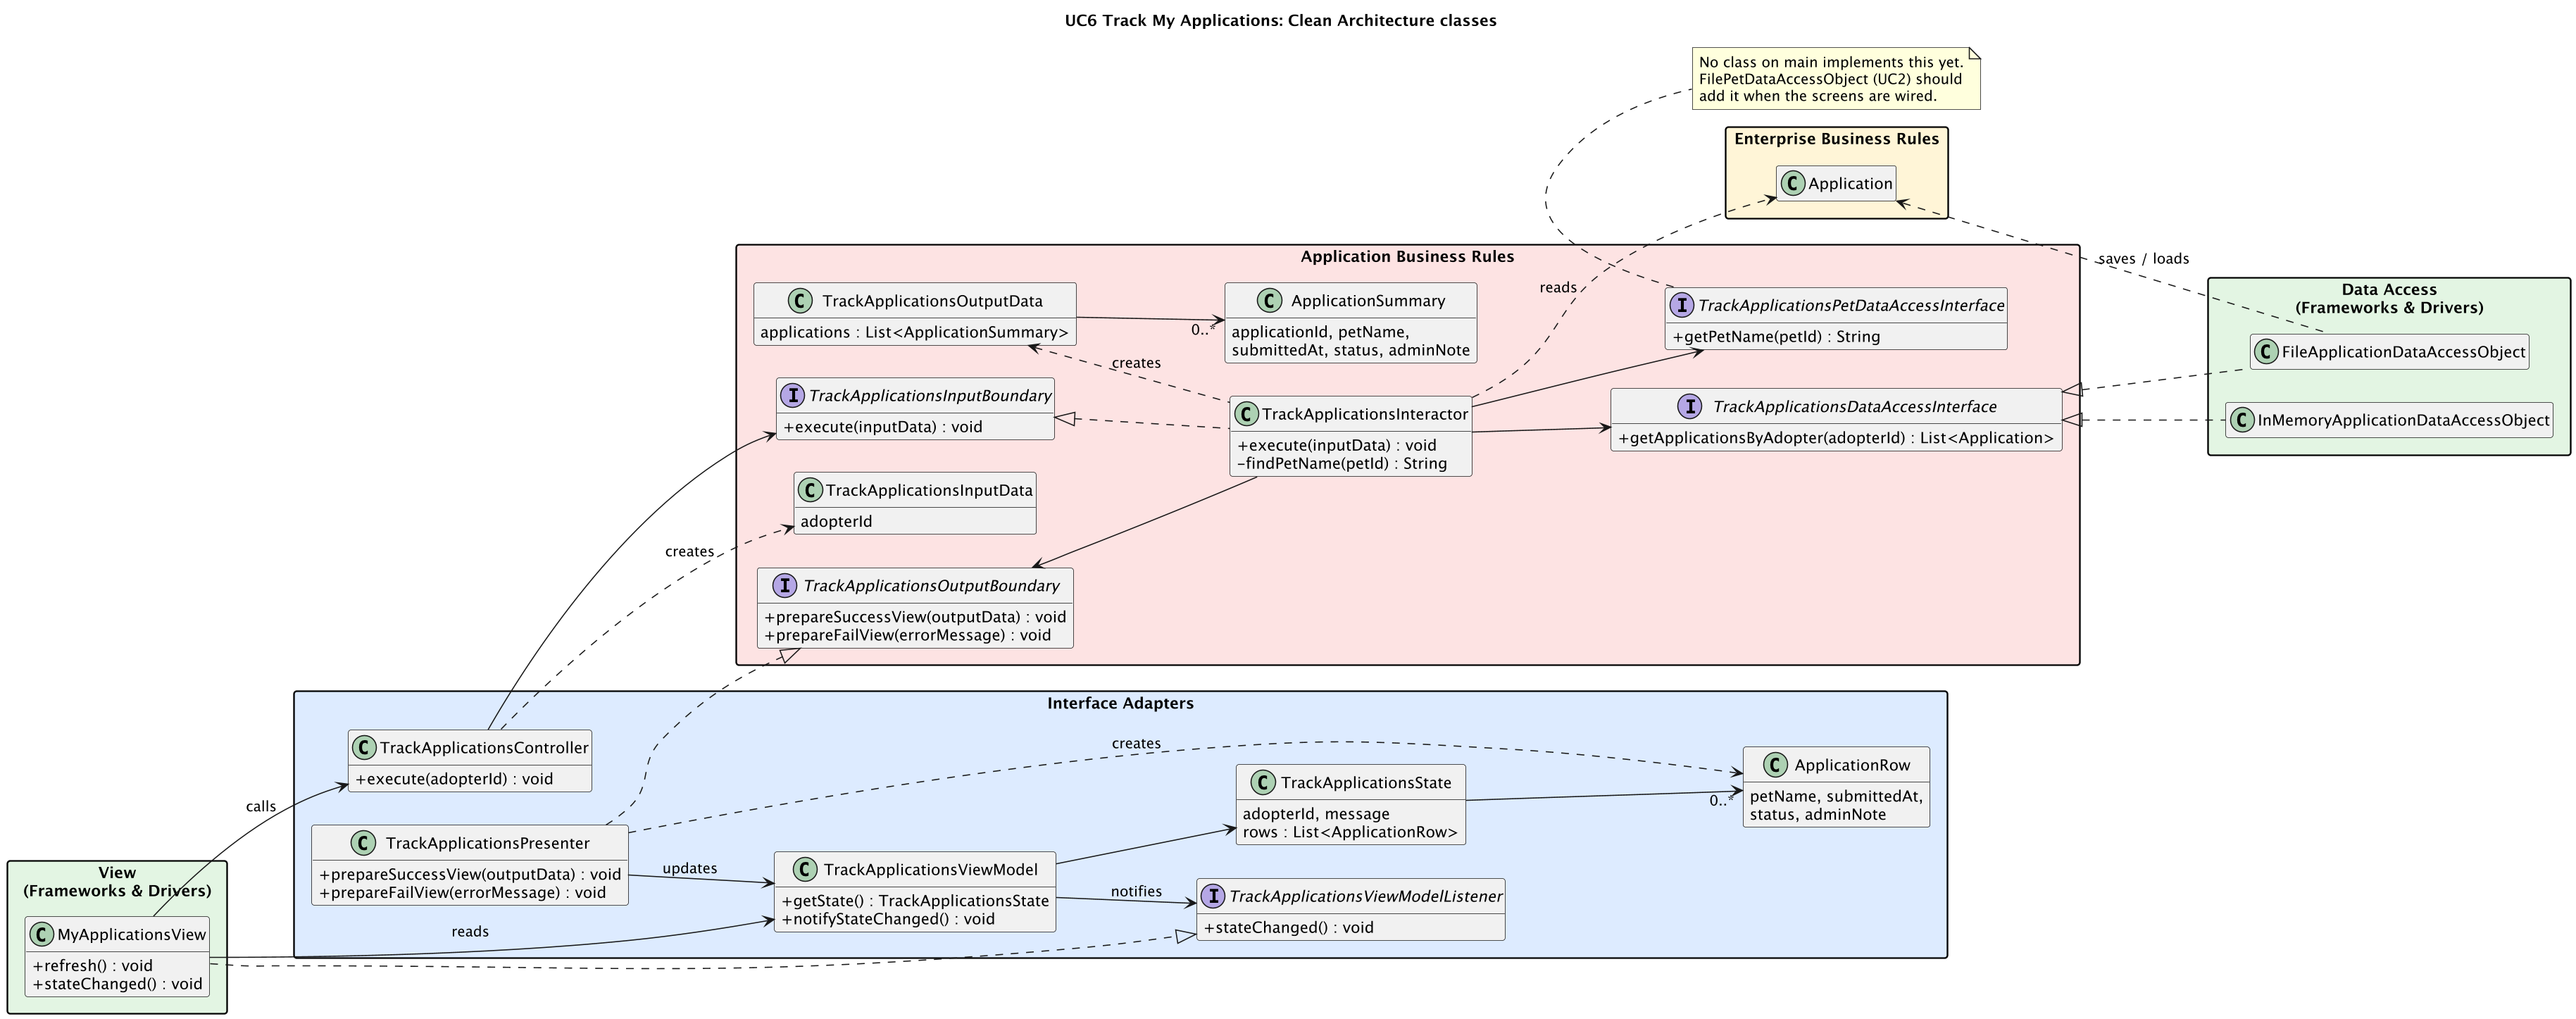 UC6 Track My Applications: Clean Architecture classes
No class on main implements this yet.
FilePetDataAccessObject (UC2) should
add it when the screens are wired.
Enterprise Business Rules
C Application
saves / loads
Application Business Rules
C TrackApplicationsOutputData
applications : List<ApplicationSummary>
0..*
C ApplicationSummary
applicationId, petName,
submittedAt, status, adminNote
reads
I TrackApplicationsPetDataAccessInterface
+getPetName(petId) : String
creates
I TrackApplicationsInputBoundary
+execute(inputData) : void
C TrackApplicationsInteractor
+execute(inputData) : void
-findPetName(petId) : String
I TrackApplicationsDataAccessInterface
+getApplicationsByAdopter(adopterId) : List<Application>
Data Access
(Frameworks & Drivers)
C FileApplicationDataAccessObject
C InMemoryApplicationDataAccessObject
C TrackApplicationsInputData
adopterId
creates
I TrackApplicationsOutputBoundary
+prepareSuccessView(outputData) : void
+prepareFailView(errorMessage) : void
Interface Adapters
C TrackApplicationsController
+execute(adopterId) : void
creates
calls
C TrackApplicationsPresenter
+prepareSuccessView(outputData) : void
+prepareFailView(errorMessage) : void
updates
C TrackApplicationsViewModel
+getState() : TrackApplicationsState
+notifyStateChanged() : void
C TrackApplicationsState
adopterId, message
rows : List<ApplicationRow>
0..*
C ApplicationRow
petName, submittedAt,
status, adminNote
notifies
I TrackApplicationsViewModelListener
+stateChanged() : void
View
(Frameworks & Drivers)
C MyApplicationsView
+refresh() : void
+stateChanged() : void
reads